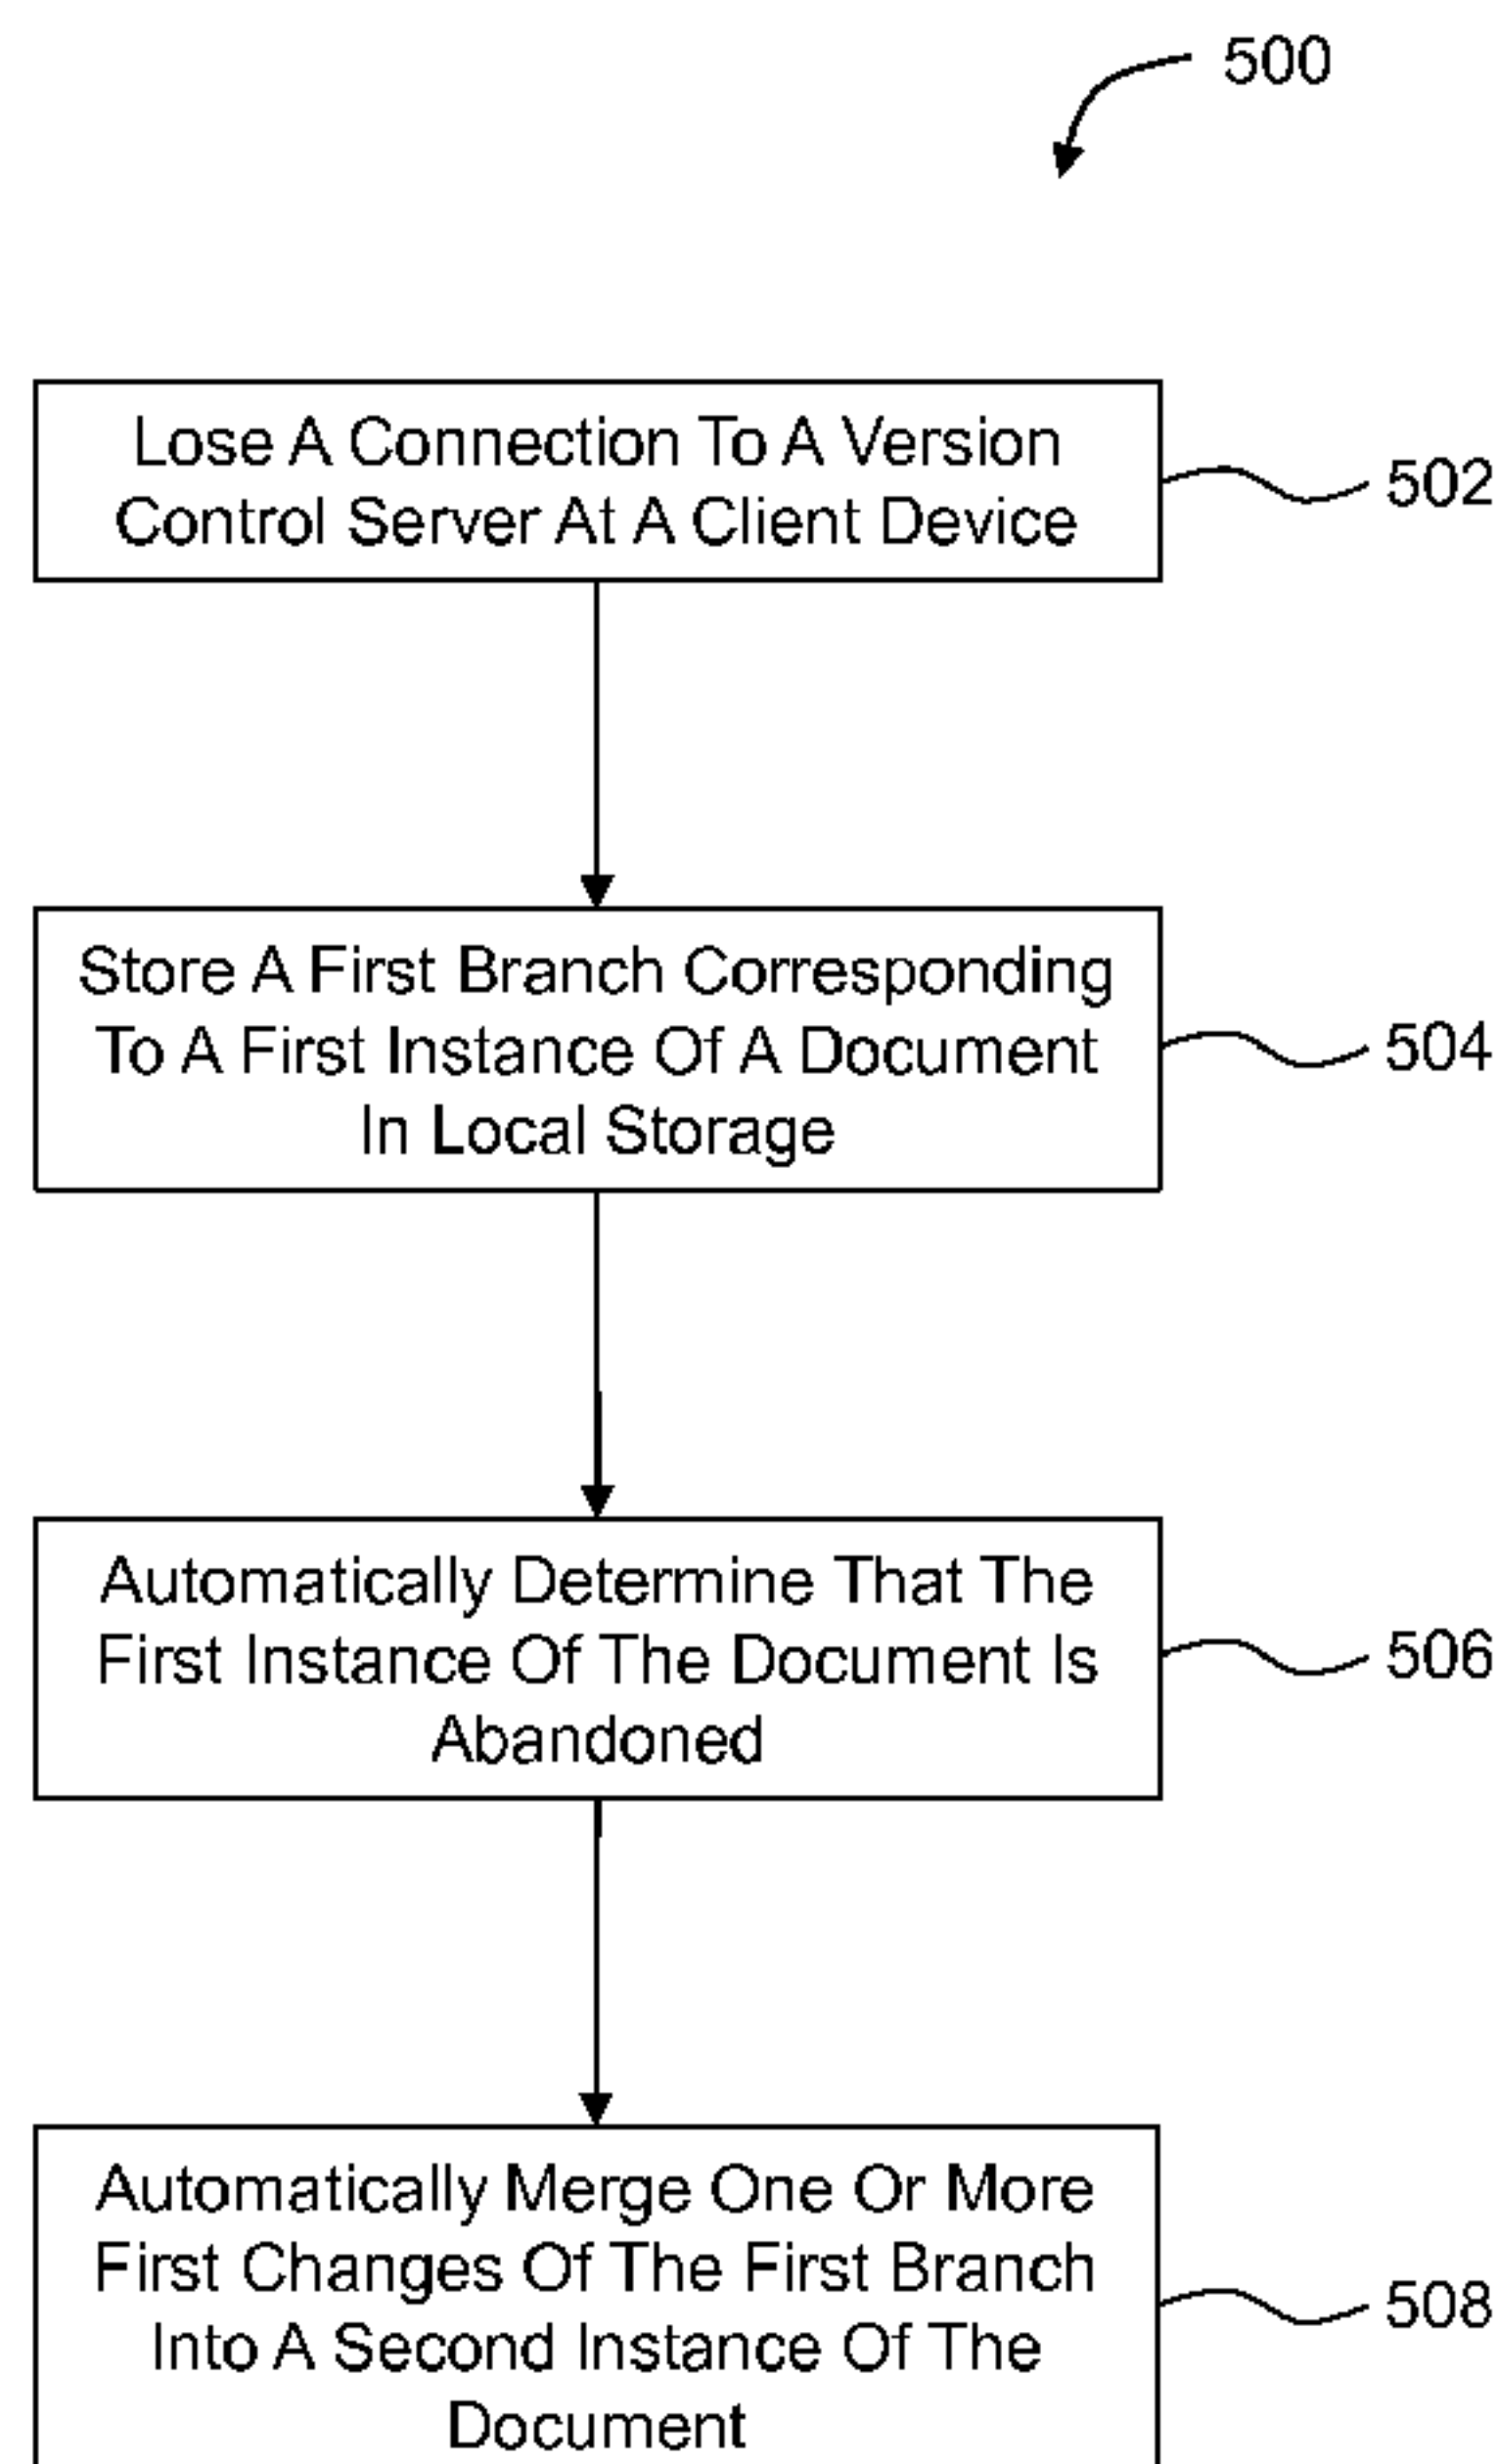 500
Lose A Connection To A Version
Control Server At A Client Device
502
Store A First Branch Corresponding
To A First Instance Of A Document
In Local Storage
504
Automatically Determine That The
First Instance Of The Document Is
Abandoned
506
Automatically Merge One Or More
First Changes Of The First Branch
Into A Second Instance Of The
Document
508